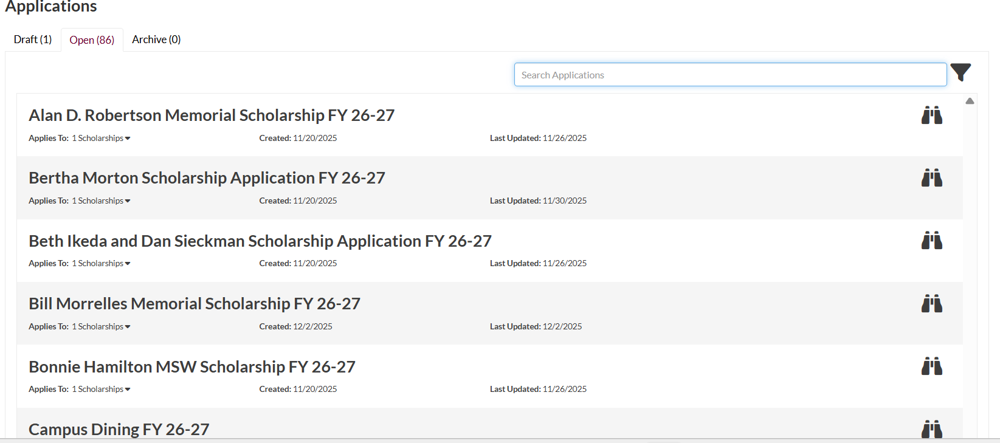 Applications
Draft (1) Open (86) Archive (0)
Search Applications
Alan D. Robertson Memorial Scholarship FY 26-27
Applies To: 1 Scholarships Created: 11/20/2025 Last Updated: 11/26/2025
Bertha Morton Scholarship Application FY 26-27
Applies To: 1 Scholarships Created: 11/20/2025 Last Updated: 11/30/2025
Beth Ikeda and Dan Sieckman Scholarship Application FY 26-27
Applies To: 1 Scholarships Created: 11/20/2025 Last Updated: 11/26/2025
Bill Morrelles Memorial Scholarship FY 26-27
Applies To: 1 Scholarships Created: 12/2/2025 Last Updated: 12/2/2025
Bonnie Hamilton MSW Scholarship FY 26-27
Applies To: 1 Scholarships Created: 11/20/2025 Last Updated: 11/26/2025
Campus Dining FY 26-27